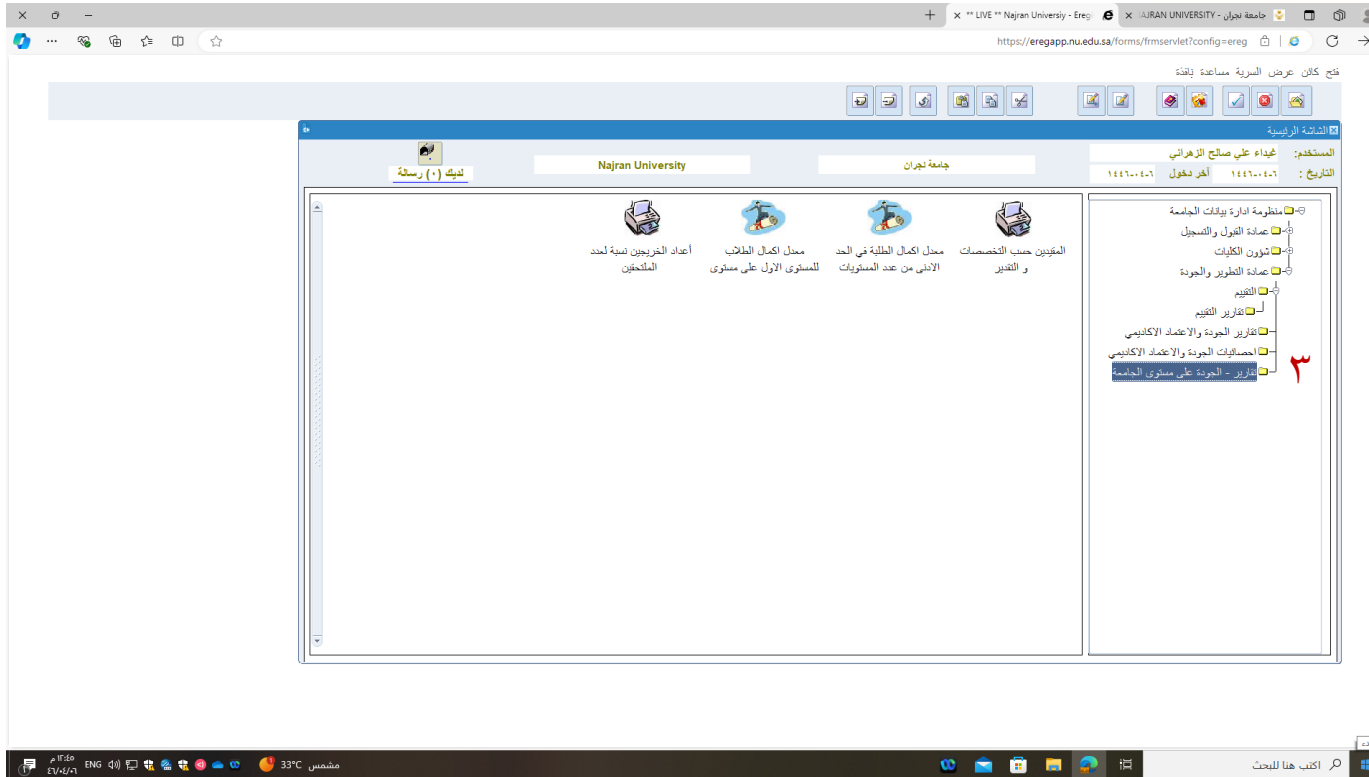 جامعة نجران - NAJRAN UNIVERSITY
** LIVE ** Najran Universiy - Ereg
https://eregapp.nu.edu.sa/forms/frmservlet?config=ereg
فتح كائن عرض السرية مساعدة نافذة
الشاشة الرئيسية
المستخدم: غيداء علي صالح الزهراني
جامعة نجران
Najran University
التاريخ : ١٤٤٦-٠٤-٠٦ آخر دخول ١٤٤٦-٠٤-٠٦
لديك (٠) رسالة
منظومة ادارة بيانات الجامعة
عمادة القبول والتسجيل
شؤون الكليات
عمادة التطوير والجودة
التقييم
تقارير التقييم
تقارير الجودة والاعتماد الاكاديمي
احصائيات الجودة والاعتماد الاكاديمي
تقارير - الجودة على مستوى الجامعة
٣
المقيدين حسب التخصصات
و التقدير
معدل اكمال الطلبة في الحد
الادنى من عدد المستويات
معدل اكمال الطلاب
للمستوى الاول على مستوى
أعداد الخريجين نسبة لعدد
الملتحقين
اكتب هنا للبحث
مشمس 33°C
ENG
١٢:٤٥ م
٤٦/٠٤/٠٦